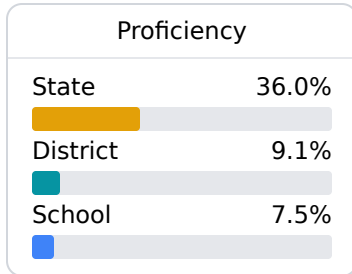 Proficiency
State 36.0%
District 9.1%
School 7.5%